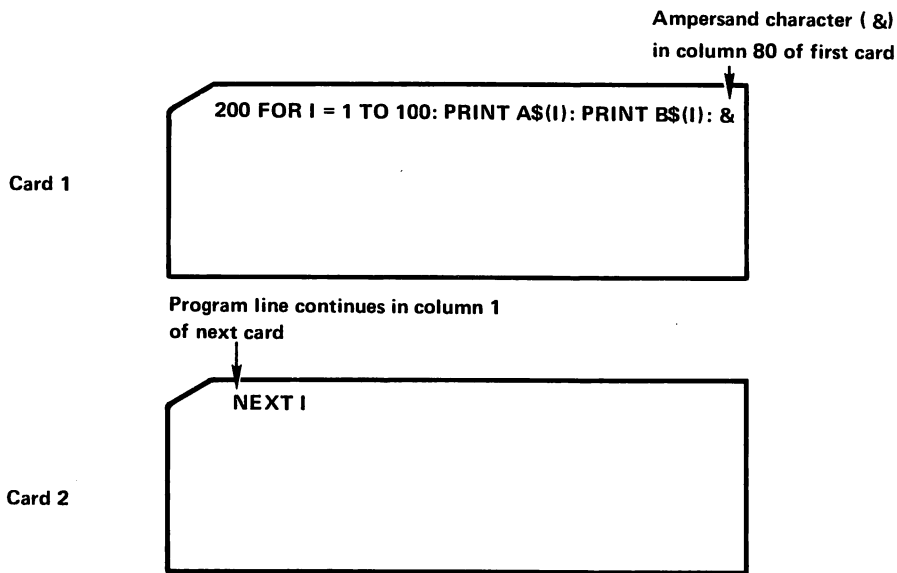 Ampersand character ( &)
in column 80 of first card
200 FOR I = 1 TO 100: PRINT A$(I): PRINT B$(I): &
Card 1
Program line continues in column 1
of next card
NEXT I
Card 2